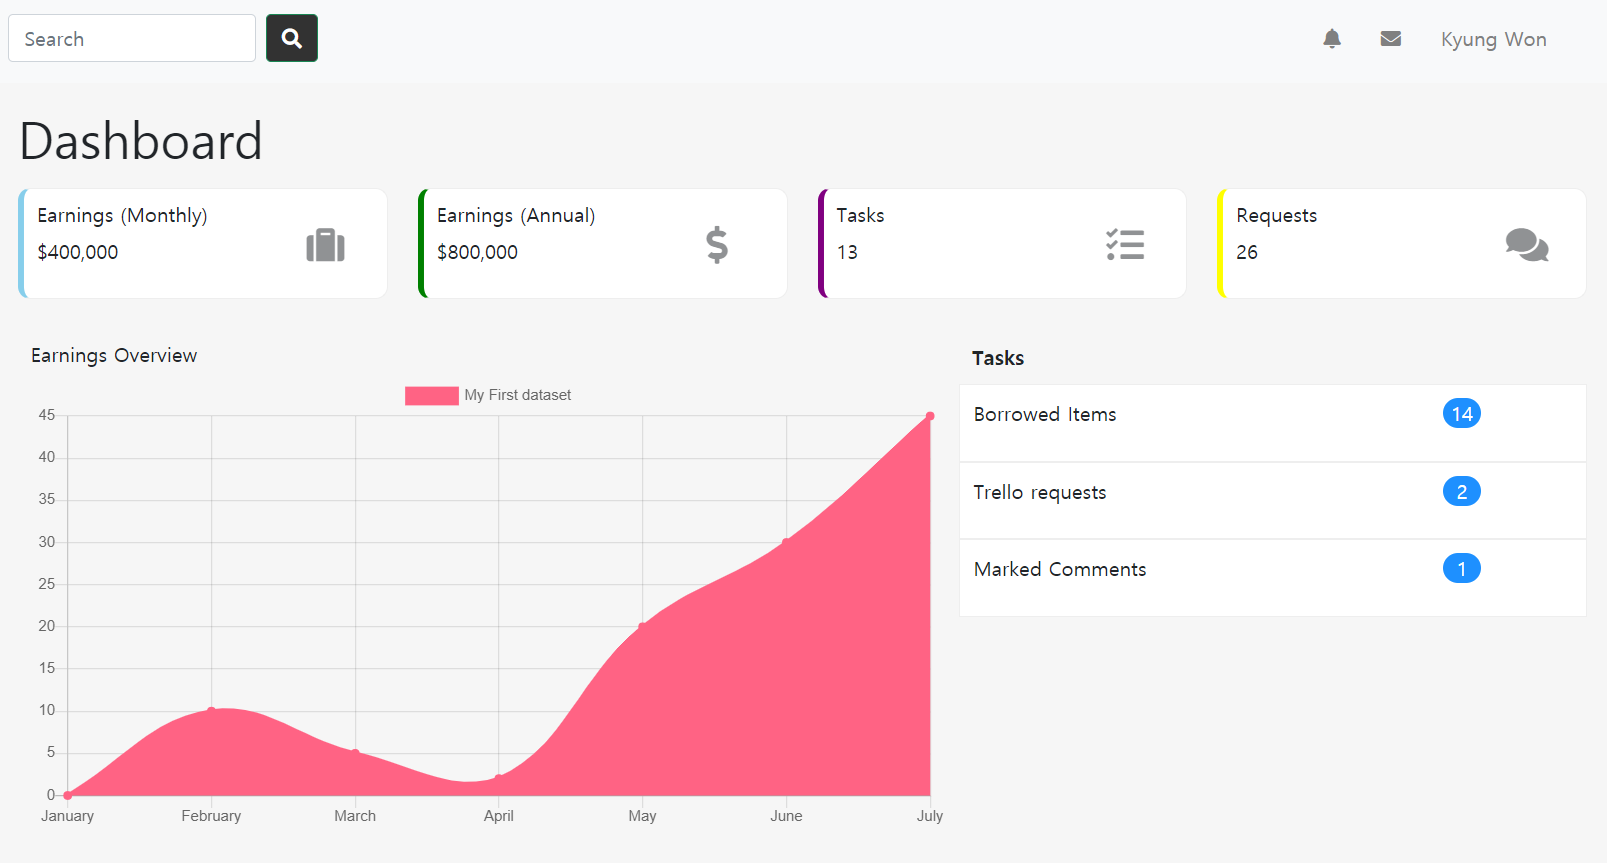 Search
Kyung Won
Dashboard
Earnings (Monthly)
$400,000
Earnings (Annual)
$800,000
Tasks
13
Requests
26
Earnings Overview
My First dataset
45
40
35
30
25
20
15
10
5
0
January February March April May June July
Tasks
Borrowed Items 14
Trello requests 2
Marked Comments 1